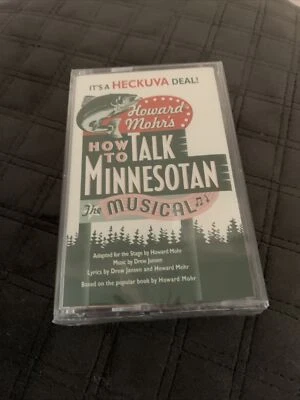 IT'S A HECKUVA DEAL!
Howard
Mohr's
HOW TO TALK
MINNESOTAN
The MUSICAL
Adapted for the Stage by Howard Mohr
Music by Drew Jansen
Lyrics by Drew Jansen and Howard Mohr
Based on the popular book by Howard Mohr